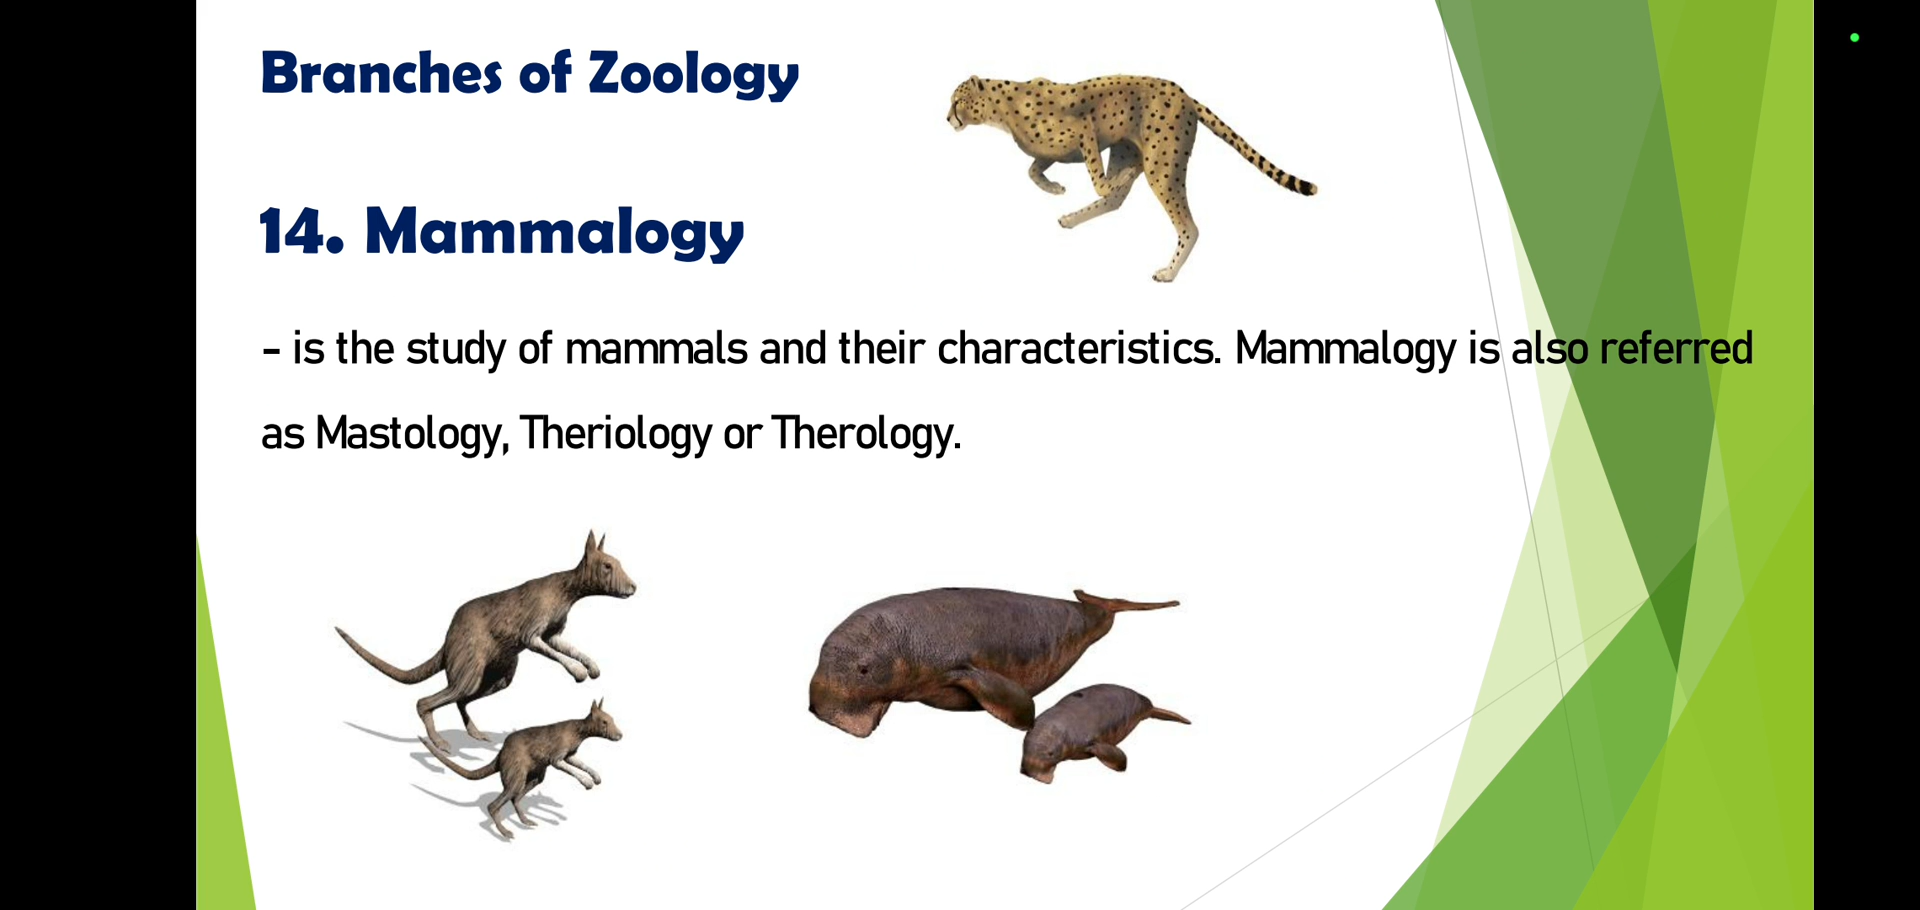 Branches of Zoology
14. Mammalogy
- is the study of mammals and their characteristics. Mammalogy is also referred
as Mastology, Theriology or Therology.